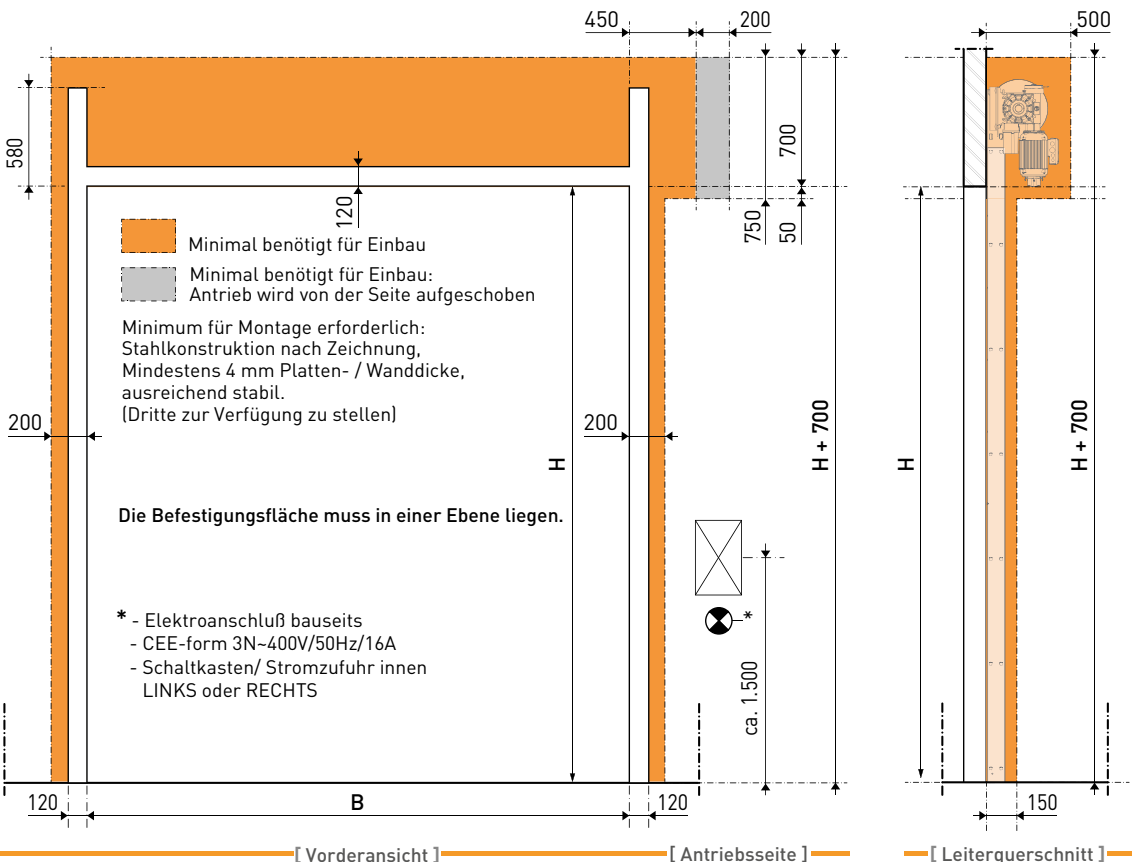 450
200
500
580
700
120
750
50
Minimal benötigt für Einbau
Minimal benötigt für Einbau:
Antrieb wird von der Seite aufgeschoben
Minimum für Montage erforderlich:
Stahlkonstruktion nach Zeichnung,
Mindestens 4 mm Platten- / Wanddicke,
ausreichend stabil.
(Dritte zur Verfügung zu stellen)
200
200
H
H + 700
H
H + 700
Die Befestigungsfläche muss in einer Ebene liegen.
* - Elektroanschluß bauseits
- CEE-form 3N~400V/50Hz/16A
- Schaltkasten/ Stromzufuhr innen
LINKS oder RECHTS
*
ca. 1.500
120
B
120
150
[ Vorderansicht ]
[ Antriebsseite ]
[ Leiterquerschnitt ]